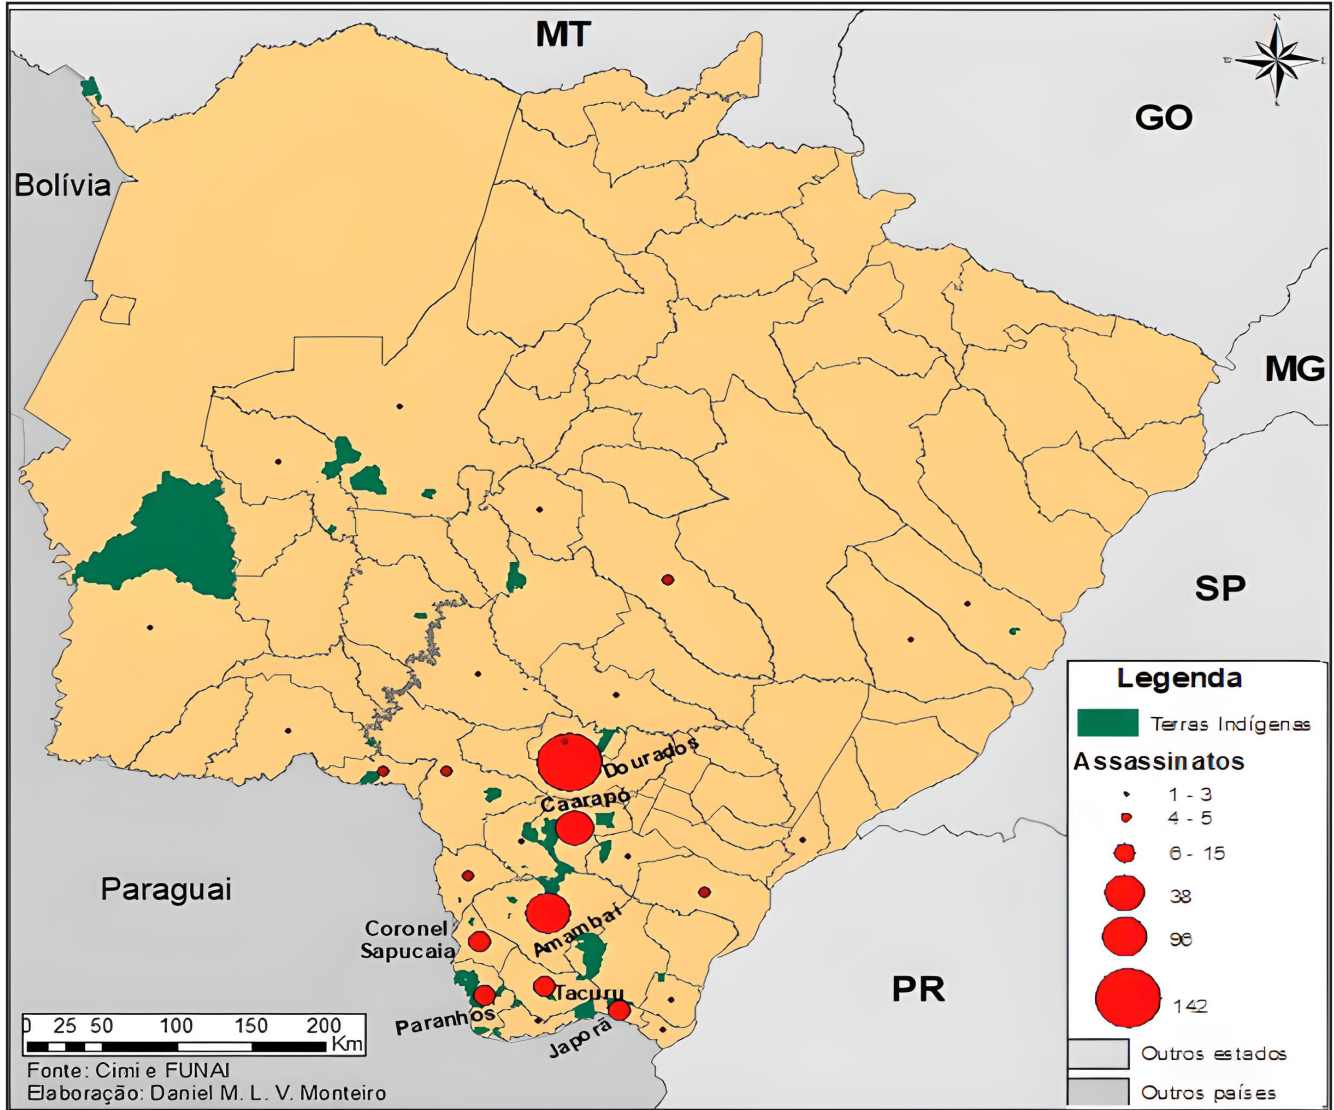 MT
N
GO
Bolívia
MG
SP
Legenda
Terras Indígenas
Assassinatos
1 - 3
4 - 5
6 - 15
38
96
142
Outros estados
Outros países
Dourados
Caarapó
Paraguai
Coronel
Sapucaia
Amambaí
Tacuru
Paranhos
Japorã
PR
0 25 50 100 150 200
Km
Fonte: Cimi e FUNAI
Elaboração: Daniel M. L. V. Monteiro